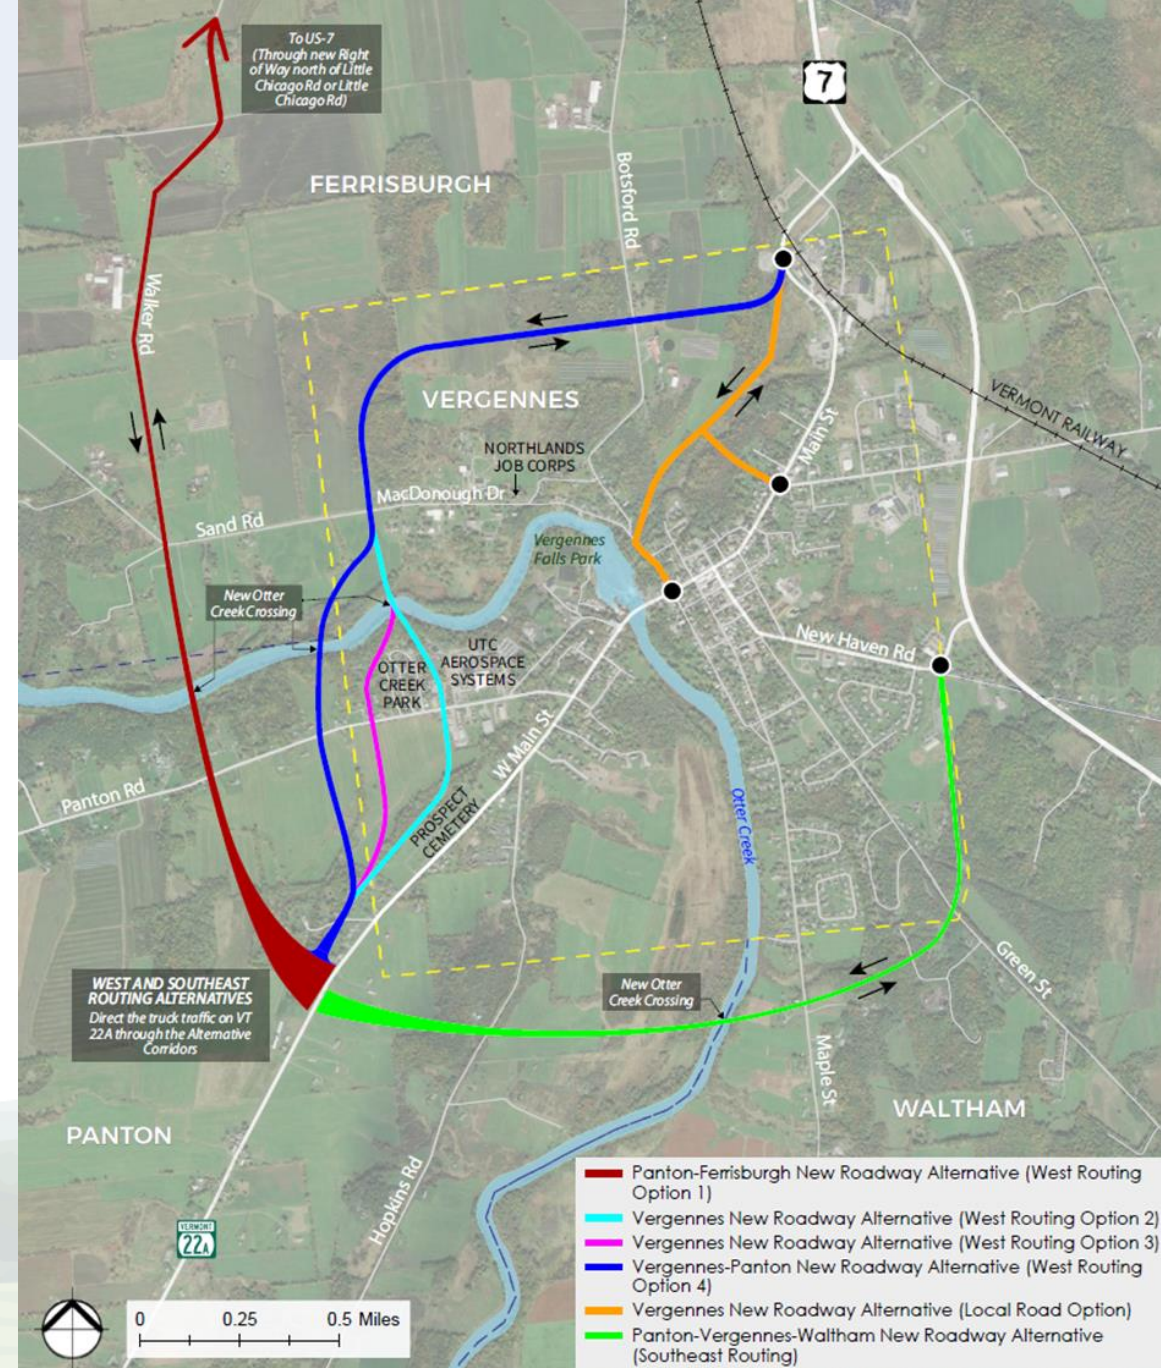 To US-7
(Through new Right
of Way north of Little
Chicago Rd or Little
Chicago Rd)
7
FERRISBURGH
Botsford Rd
Walker Rd
VERGENNES
VERMONT RAILWAY
Main St
NORTHLANDS
JOB CORPS
MacDonough Dr
Sand Rd
Vergennes
Falls Park
New Otter
Creek Crossing
New Haven Rd
UTC
AEROSPACE
SYSTEMS
OTTER
CREEK
PARK
W Main St
Panton Rd
PROSPECT
CEMETERY
Otter Creek
Green St
WEST AND SOUTHEAST
ROUTING ALTERNATIVES
Direct the truck traffic on VT
22A through the Alternative
Corridors
New Otter
Creek Crossing
Maple St
WALTHAM
PANTON
Hopkins Rd
VERMONT
22A
0 0.25 0.5 Miles
Panton-Ferrisburgh New Roadway Alternative (West Routing
Option 1)
Vergennes New Roadway Alternative (West Routing Option 2)
Vergennes New Roadway Alternative (West Routing Option 3)
Vergennes-Panton New Roadway Alternative (West Routing
Option 4)
Vergennes New Roadway Alternative (Local Road Option)
Panton-Vergennes-Waltham New Roadway Alternative
(Southeast Routing)